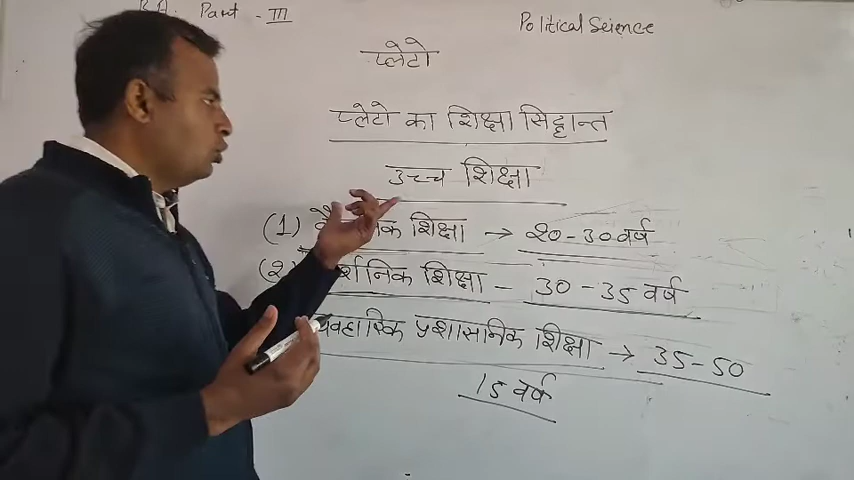 B.A. Part - III Political Science
प्लेटो
प्लेटो का शिक्षा सिद्धान्त
उच्च शिक्षा
(1) शिक्षा → 20-30 वर्ष
(2) शिक्षा - 30 - 35 वर्ष
प्रशासनिक शिक्षा → 35-50
15 वर्ष